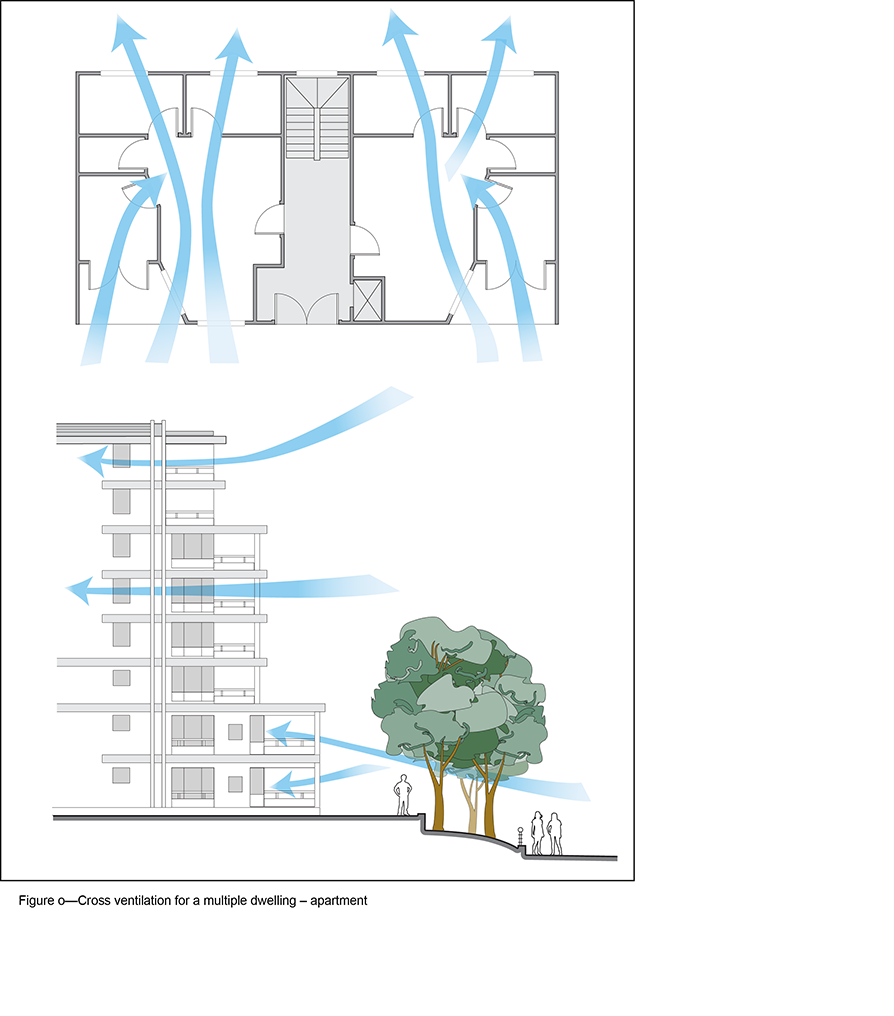 Figure o—Cross ventilation for a multiple dwelling – apartment